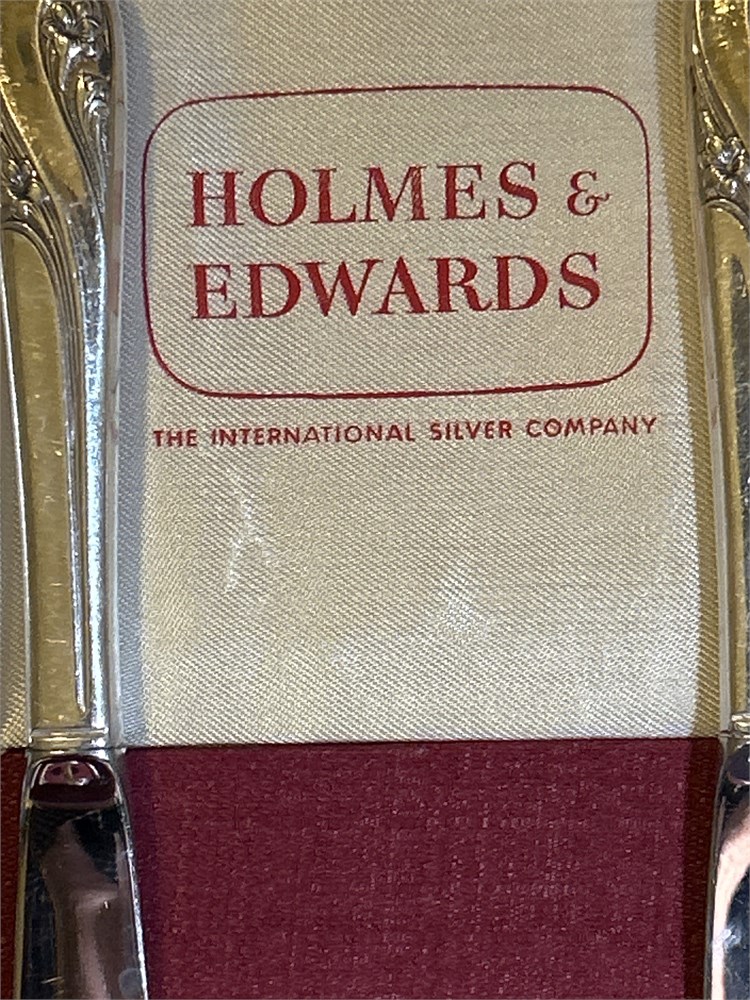 HOLMES &
EDWARDS
THE INTERNATIONAL SILVER COMPANY